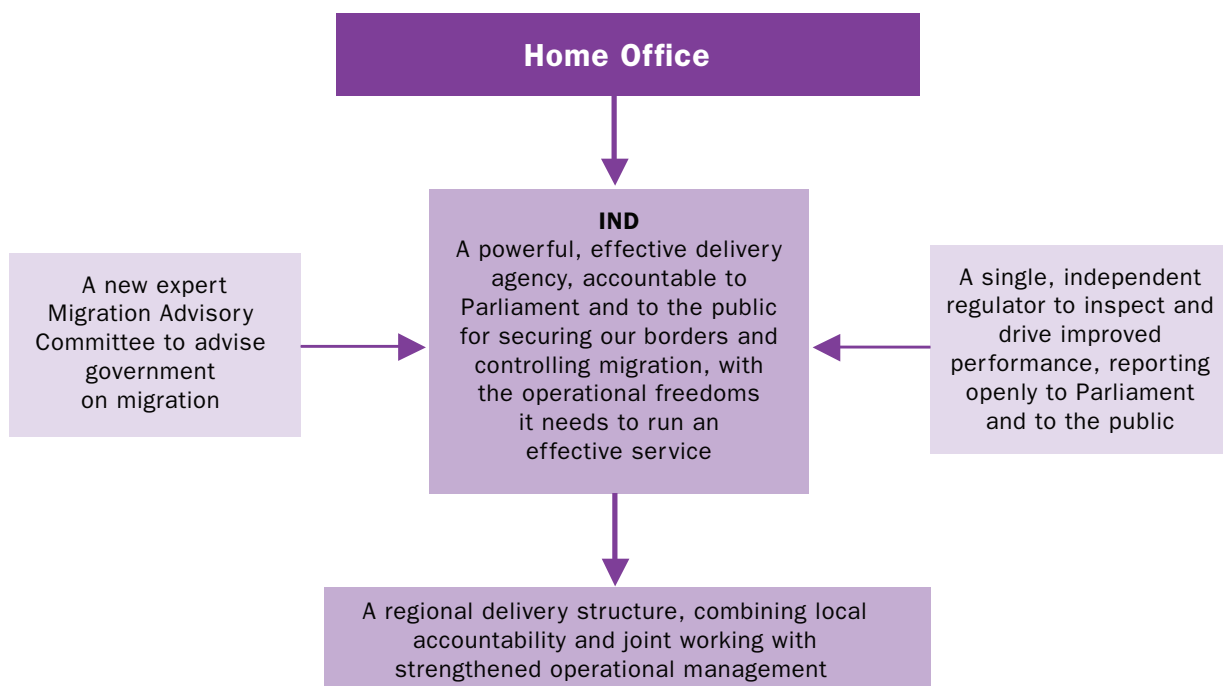 Home Office
IND
A powerful, effective delivery
agency, accountable to
Parliament and to the public
for securing our borders and
controlling migration, with
the operational freedoms
it needs to run an
effective service
A new expert
Migration Advisory
Committee to advise
government
on migration
A single, independent
regulator to inspect and
drive improved
performance, reporting
openly to Parliament
and to the public
A regional delivery structure, combining local
accountability and joint working with
strengthened operational management